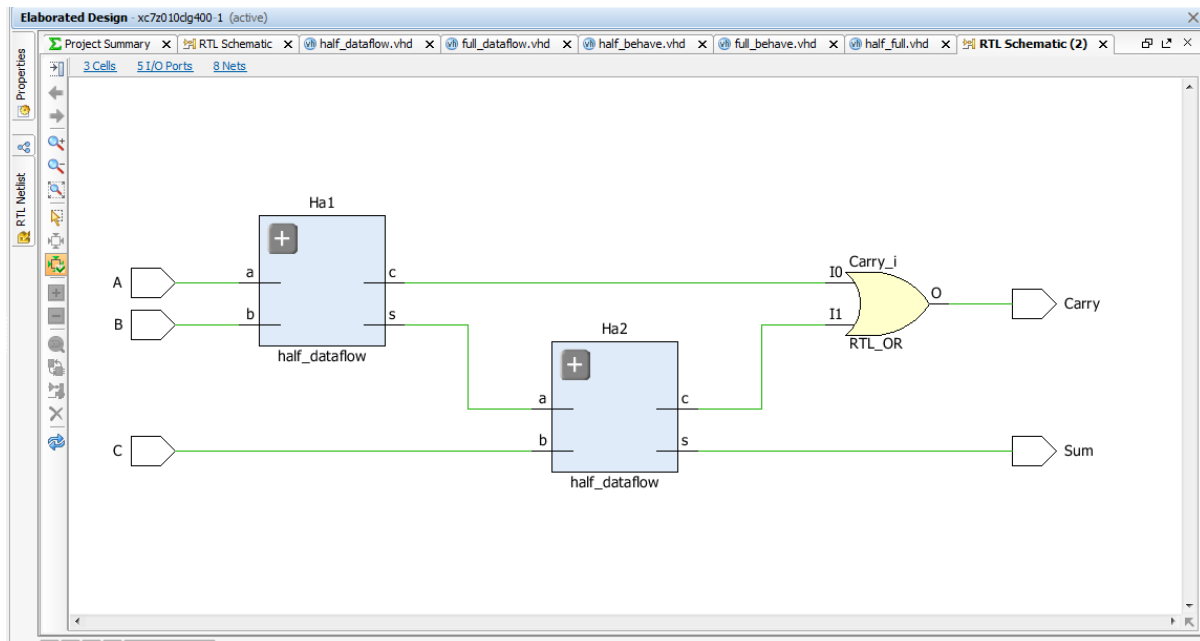 Elaborated Design - xc7z010clg400-1 (active)
Project Summary RTL Schematic half_dataflow.vhd full_dataflow.vhd half_behave.vhd full_behave.vhd half_full.vhd RTL Schematic (2)
3 Cells 5 I/O Ports 8 Nets
Properties
RTL Netlist
Ha1
A a c
B b s
half_dataflow
Carry_i
I0
I1
O
RTL_OR
Carry
Ha2
a c
C b s
half_dataflow
Sum